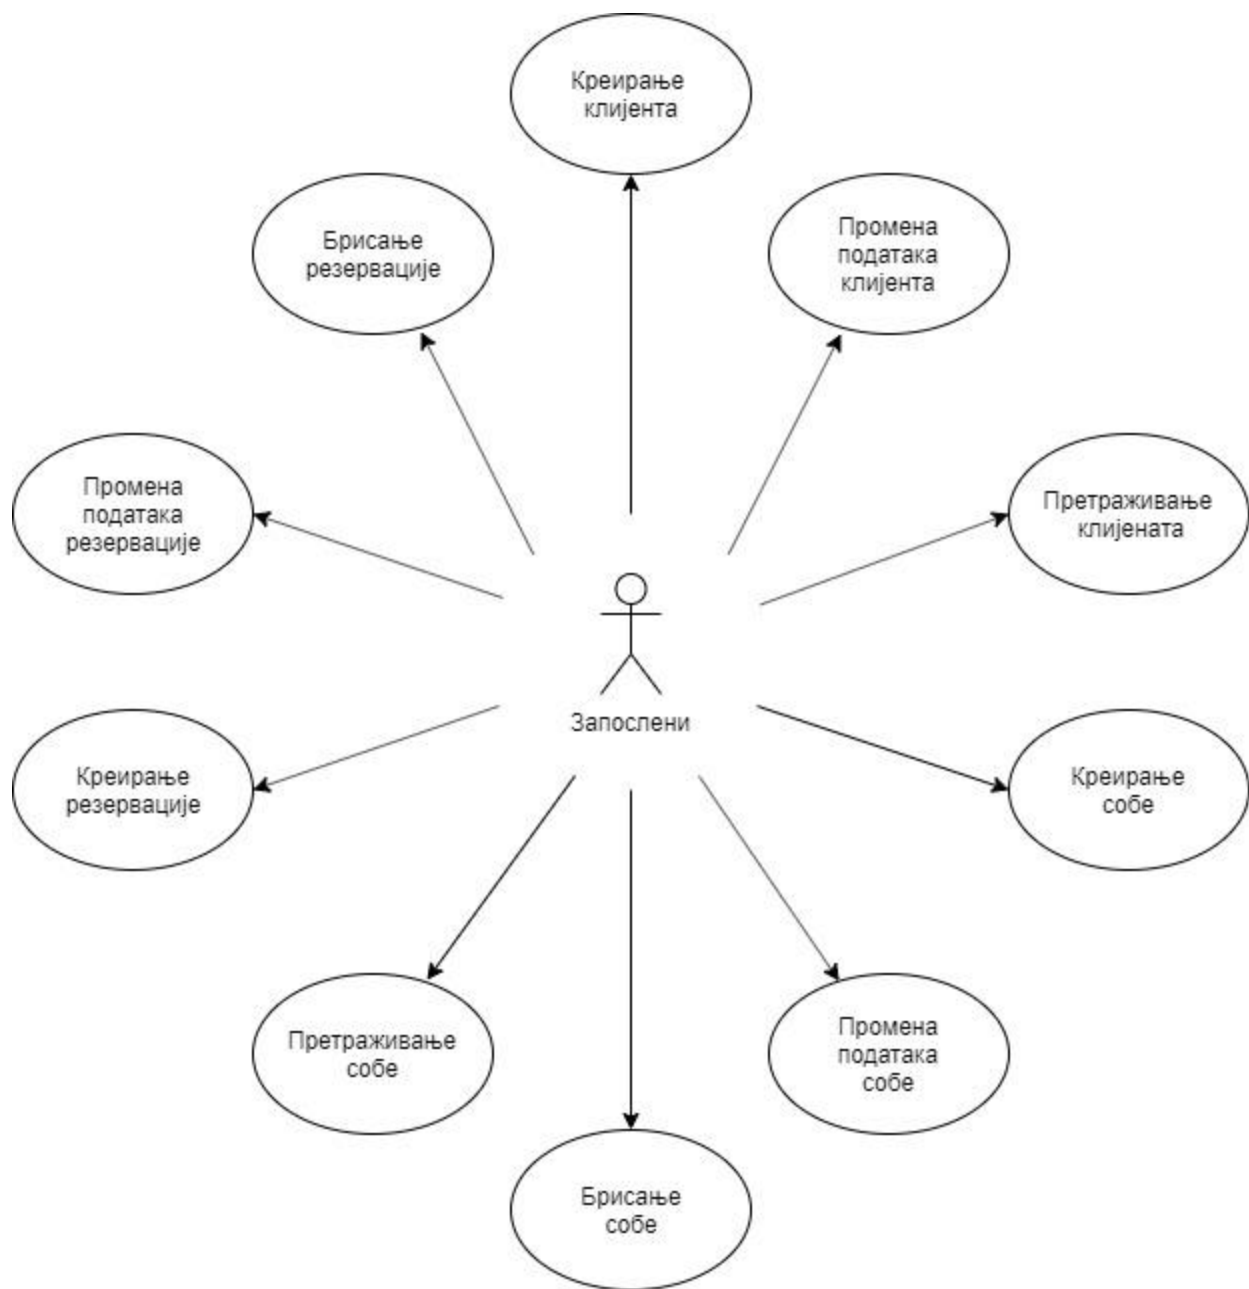 Креирање
клијента
Брисање
резервације
Промена
података
клијента
Промена
података
резервације
Претраживање
клијената
Запослени
Креирање
резервације
Креирање
собе
Претраживање
собе
Промена
података
собе
Брисање
собе